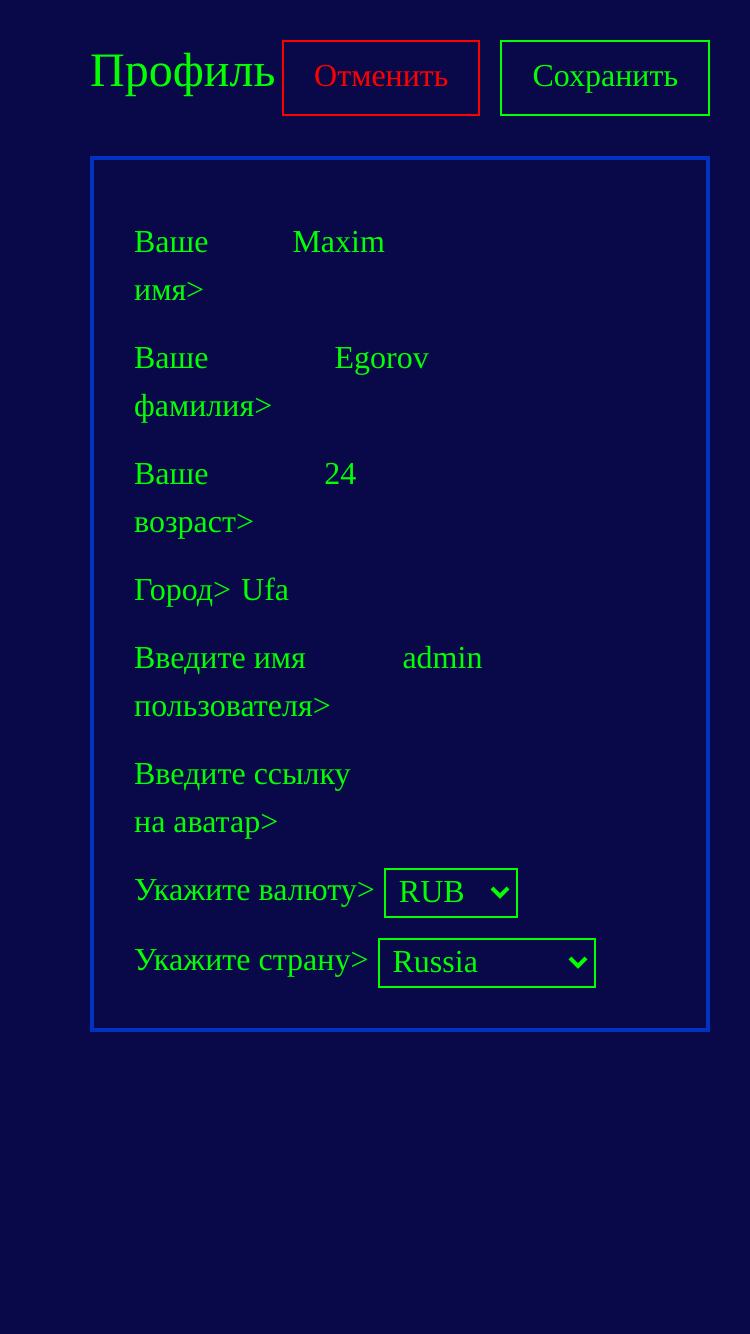 Профиль Отменить Сохранить
Ваше Maxim
имя>
Ваше Egorov
фамилия>
Ваше 24
возраст>
Город> Ufa
Введите имя admin
пользователя>
Введите ссылку
на аватар>
Укажите валюту> RUB
Укажите страну> Russia